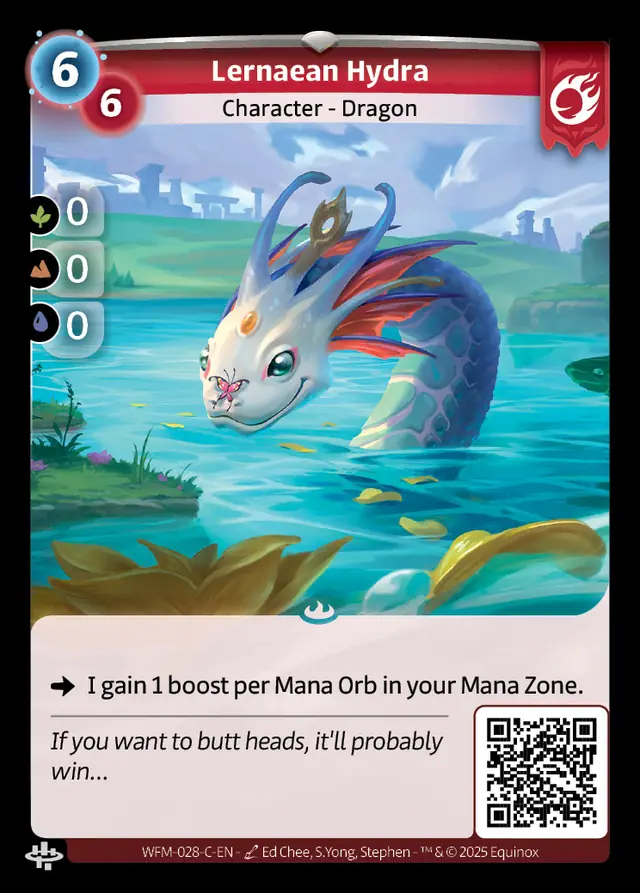 6
6
Lernaean Hydra
Character - Dragon
0
0
0
I gain 1 boost per Mana Orb in your Mana Zone.
If you want to butt heads, it'll probably
win...
WFM-028-C-EN - Ed Chee, S.Yong, Stephen - ™ & © 2025 Equinox